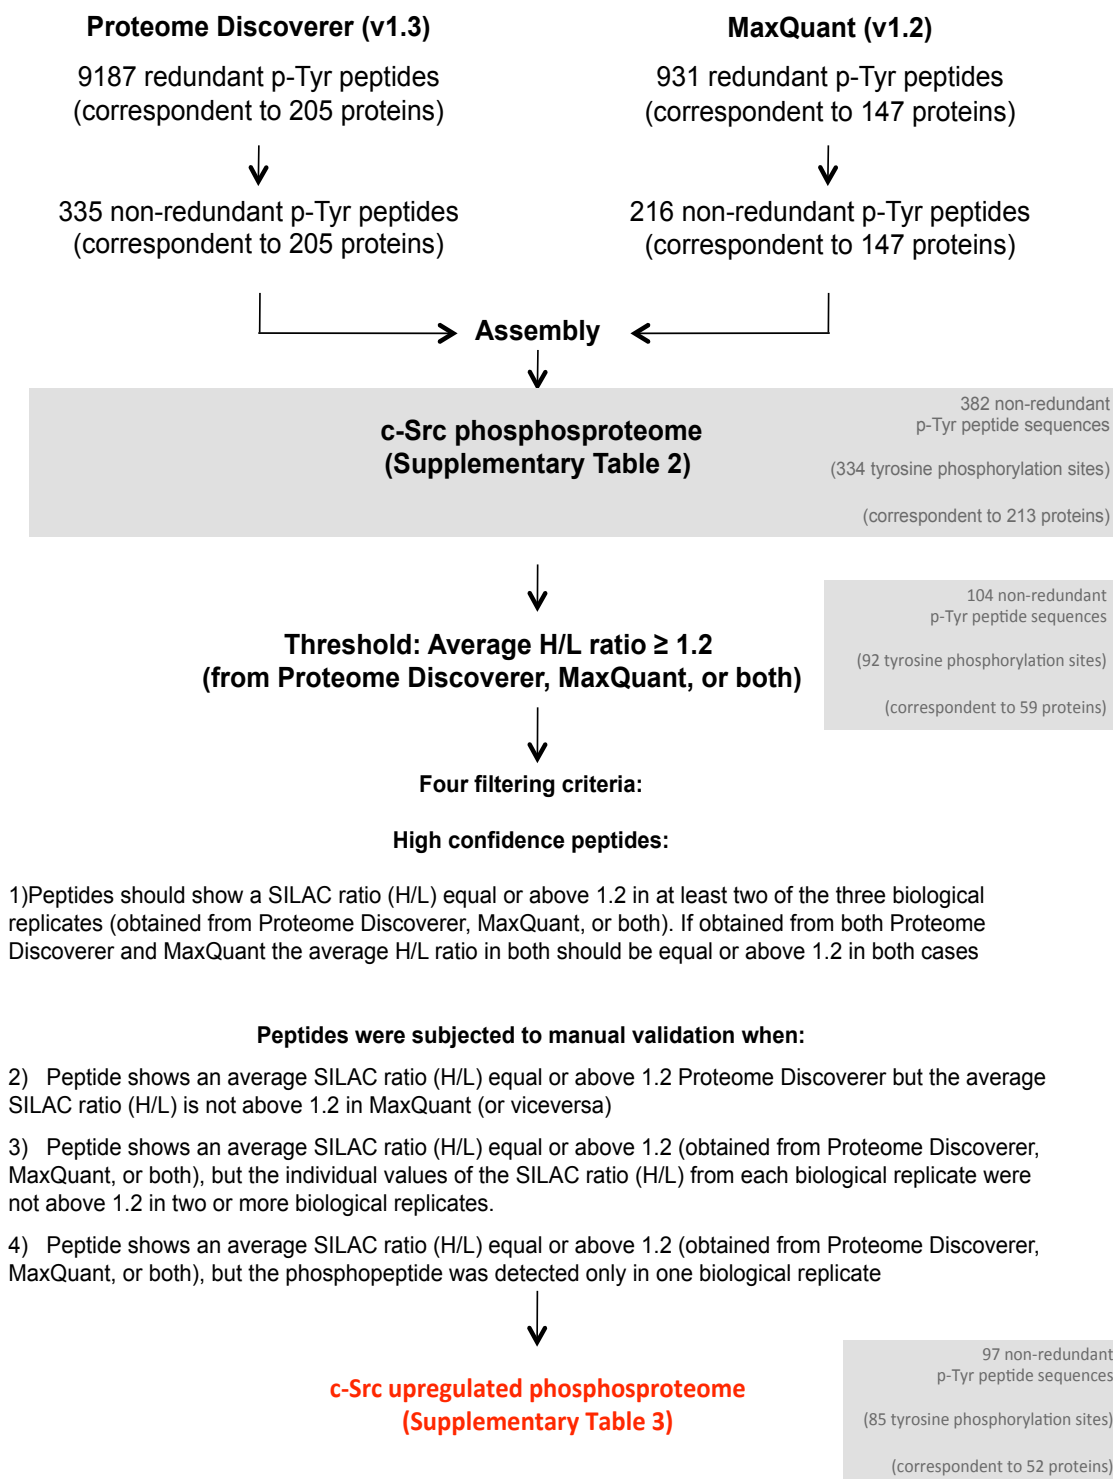 Proteome Discoverer (v1.3)
9187 redundant p-Tyr peptides
(correspondent to 205 proteins)
335 non-redundant p-Tyr peptides
(correspondent to 205 proteins)
MaxQuant (v1.2)
931 redundant p-Tyr peptides
(correspondent to 147 proteins)
216 non-redundant p-Tyr peptides
(correspondent to 147 proteins)
Assembly
c-Src phosphosproteome
(Supplementary Table 2)
382 non-redundant
p-Tyr peptide sequences
(334 tyrosine phosphorylation sites)
(correspondent to 213 proteins)
Threshold: Average H/L ratio ≥ 1.2
(from Proteome Discoverer, MaxQuant, or both)
104 non-redundant
p-Tyr peptide sequences
(92 tyrosine phosphorylation sites)
(correspondent to 59 proteins)
Four filtering criteria:
High confidence peptides:
1)Peptides should show a SILAC ratio (H/L) equal or above 1.2 in at least two of the three biological
replicates (obtained from Proteome Discoverer, MaxQuant, or both). If obtained from both Proteome
Discoverer and MaxQuant the average H/L ratio in both should be equal or above 1.2 in both cases
Peptides were subjected to manual validation when:
2) Peptide shows an average SILAC ratio (H/L) equal or above 1.2 Proteome Discoverer but the average
SILAC ratio (H/L) is not above 1.2 in MaxQuant (or viceversa)
3) Peptide shows an average SILAC ratio (H/L) equal or above 1.2 (obtained from Proteome Discoverer,
MaxQuant, or both), but the individual values of the SILAC ratio (H/L) from each biological replicate were
not above 1.2 in two or more biological replicates.
4) Peptide shows an average SILAC ratio (H/L) equal or above 1.2 (obtained from Proteome Discoverer,
MaxQuant, or both), but the phosphopeptide was detected only in one biological replicate
c-Src upregulated phosphosproteome
(Supplementary Table 3)
97 non-redundant
p-Tyr peptide sequences
(85 tyrosine phosphorylation sites)
(correspondent to 52 proteins)